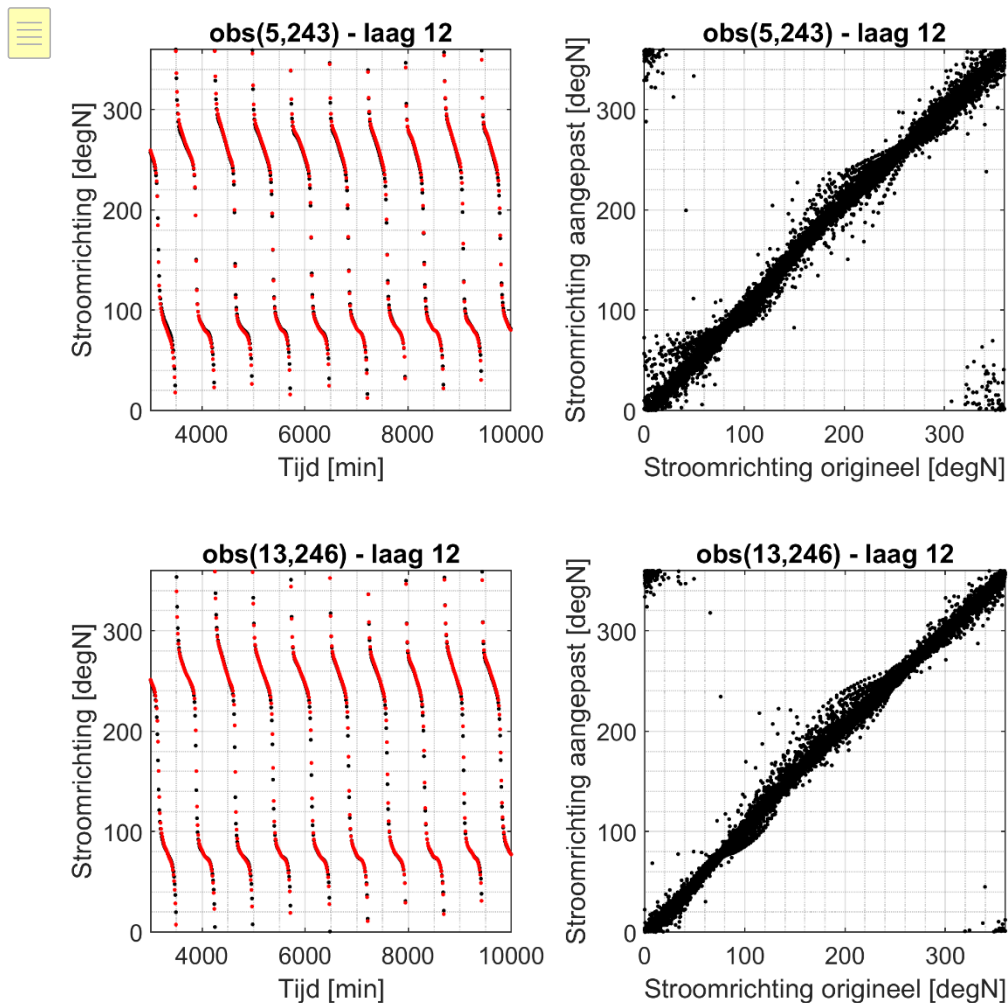 obs(5,243) - laag 12
Stroomrichting [degN]
300
200
100
0
4000 6000 8000 10000
Tijd [min]
obs(5,243) - laag 12
Stroomrichting aangepast [degN]
300
200
100
0
0 100 200 300
Stroomrichting origineel [degN]
obs(13,246) - laag 12
Stroomrichting [degN]
300
200
100
0
4000 6000 8000 10000
Tijd [min]
obs(13,246) - laag 12
Stroomrichting aangepast [degN]
300
200
100
0
0 100 200 300
Stroomrichting origineel [degN]